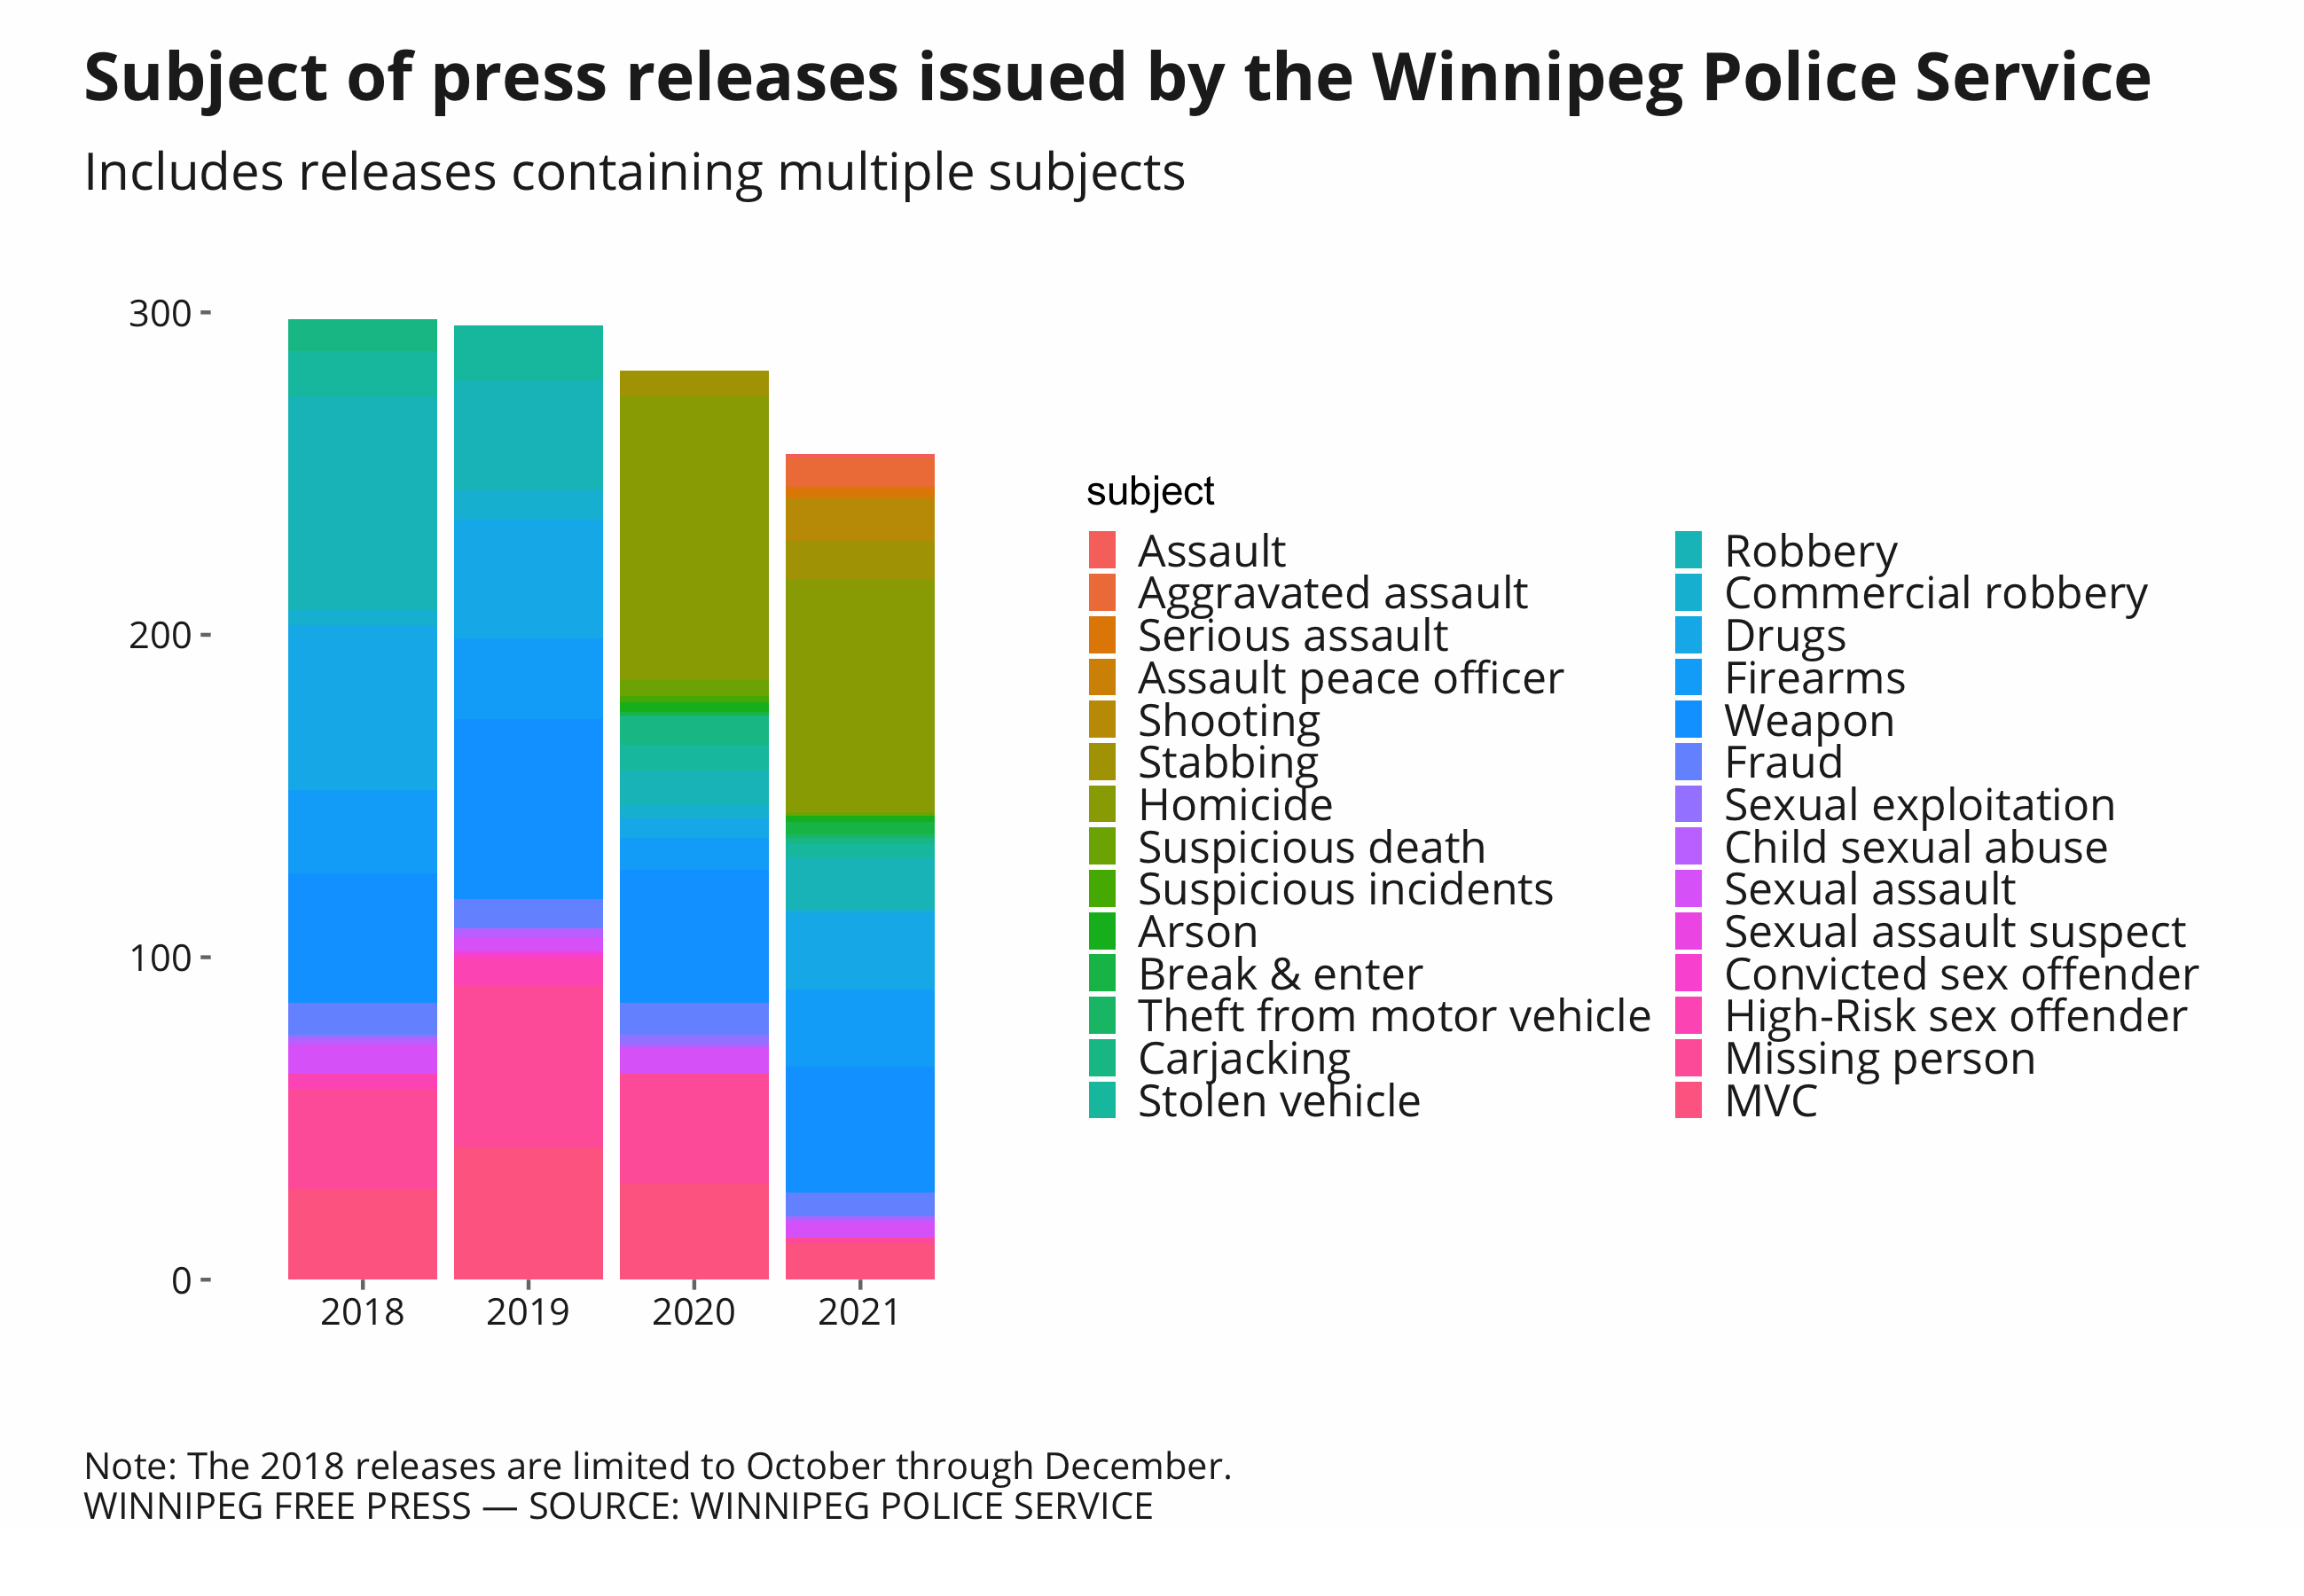 Subject of press releases issued by the Winnipeg Police Service
Includes releases containing multiple subjects
300
200
100
0
2018 2019 2020 2021
subject
Assault
Aggravated assault
Serious assault
Assault peace officer
Shooting
Stabbing
Homicide
Suspicious death
Suspicious incidents
Arson
Break & enter
Theft from motor vehicle
Carjacking
Stolen vehicle
Robbery
Commercial robbery
Drugs
Firearms
Weapon
Fraud
Sexual exploitation
Child sexual abuse
Sexual assault
Sexual assault suspect
Convicted sex offender
High-Risk sex offender
Missing person
MVC
Note: The 2018 releases are limited to October through December.
WINNIPEG FREE PRESS — SOURCE: WINNIPEG POLICE SERVICE